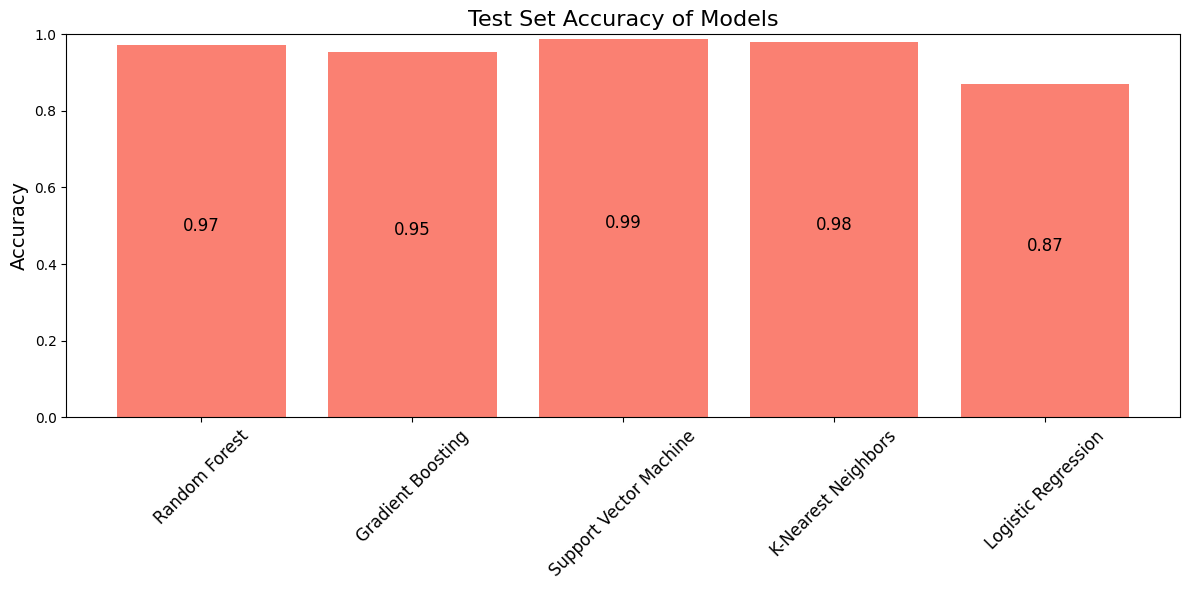 Test Set Accuracy of Models
Accuracy
1.0
0.8
0.6
0.4
0.2
0.0
0.97
0.95
0.99
0.98
0.87
Random Forest
Gradient Boosting
Support Vector Machine
K-Nearest Neighbors
Logistic Regression